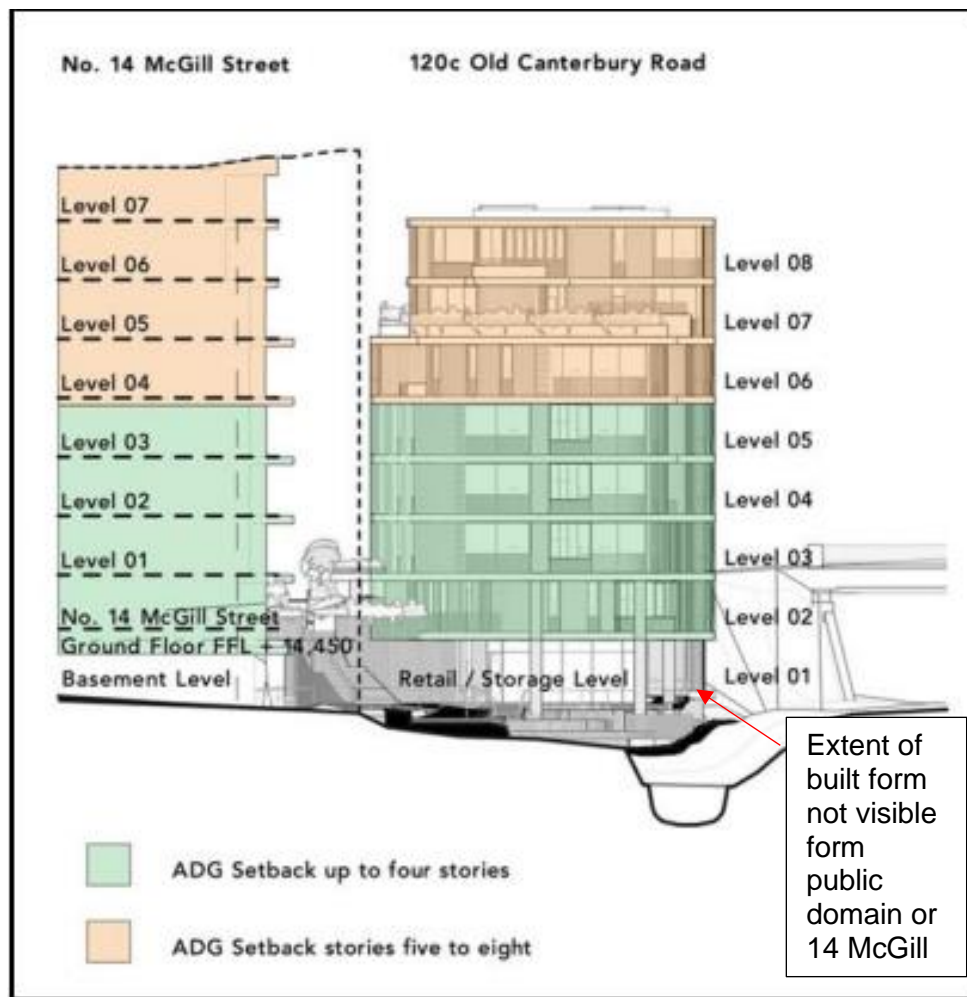 No. 14 McGill Street
120c Old Canterbury Road
Level 07
Level 06
Level 05
Level 04
Level 03
Level 02
Level 01
No. 14 McGill Street
Ground Floor FFL + 14,450
Basement Level
Level 08
Level 07
Level 06
Level 05
Level 04
Level 03
Level 02
Level 01
Retail / Storage Level
Extent of
built form
not visible
form
public
domain or
14 McGill
ADG Setback up to four stories
ADG Setback stories five to eight